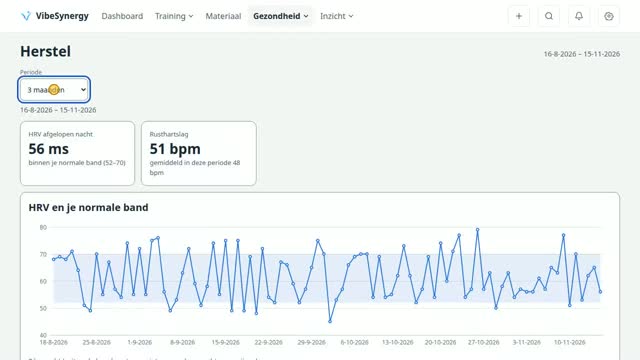 VibeSynergy
Dashboard
Training
Materiaal
Gezondheid
Inzicht
Herstel
16-8-2026 – 15-11-2026
Periode
3 maanden
16-8-2026 – 15-11-2026
HRV afgelopen nacht
56 ms
binnen je normale band (52–70)
Rusthartslag
51 bpm
gemiddeld in deze periode 48
bpm
HRV en je normale band
80
70
60
50
40
18-8-2026
25-8-2026
1-9-2026
8-9-2026
15-9-2026
22-9-2026
29-9-2026
6-10-2026
13-10-2026
20-10-2026
27-10-2026
3-11-2026
10-11-2026